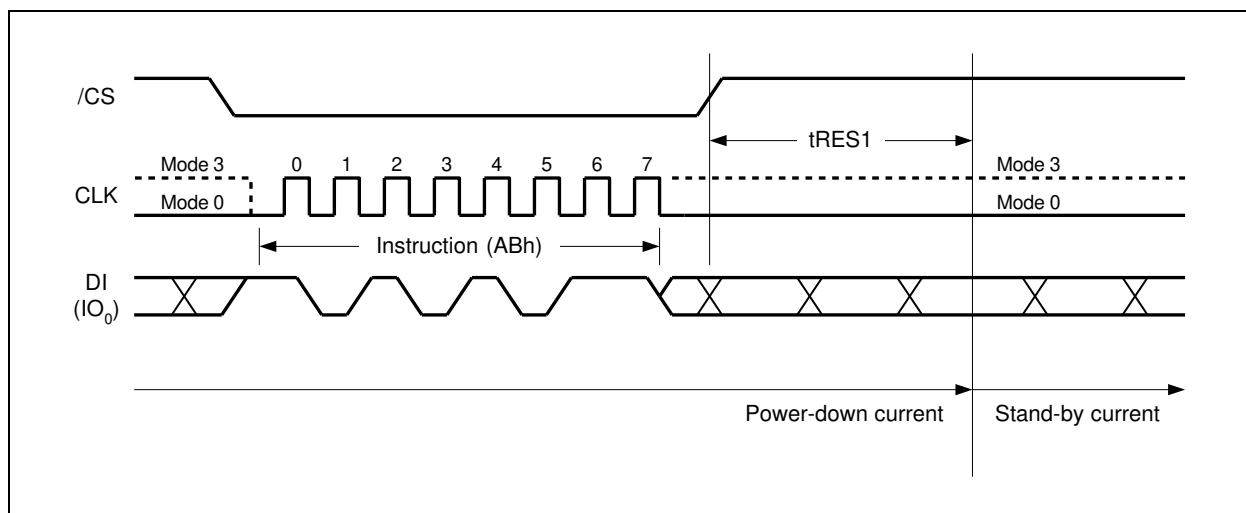 /CS
tRES1
Mode 3 0 1 2 3 4 5 6 7 Mode 3
CLK
Mode 0 Mode 0
Instruction (ABh)
DI
(IO0)
Power-down current Stand-by current